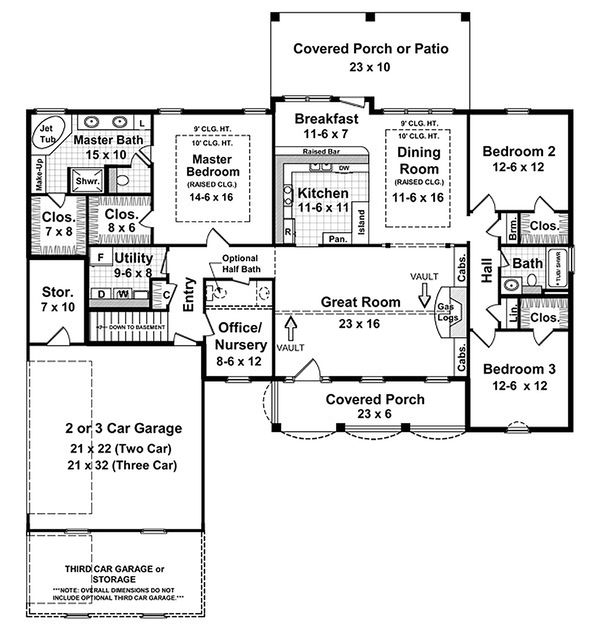 Covered Porch or Patio
23 x 10
Breakfast
11-6 x 7
Raised Bar
DW
Kitchen
11-6 x 11
Island
R
Pan.
9' CLG. HT.
10' CLG. HT.
Dining
Room
(RAISED CLG.)
11-6 x 16
9' CLG. HT.
10' CLG. HT.
Master
Bedroom
(RAISED CLG.)
14-6 x 16
L
Jet
Tub
Master Bath
15 x 10
Make-Up
Shwr.
Clos.
7 x 8
Clos.
8 x 6
F
Utility
9-6 x 8
D
W
C
Entry
Optional
Half Bath
Stor.
7 x 10
DOWN TO BASEMENT
Office/
Nursery
8-6 x 12
Great Room
23 x 16
VAULT
VAULT
Gas
Logs
Cabs.
Cabs.
Hall
Bedroom 2
12-6 x 12
Brm.
Clos.
Bath
TUB/ SHWR
Lin.
Clos.
Bedroom 3
12-6 x 12
Covered Porch
23 x 6
2 or 3 Car Garage
21 x 22 (Two Car)
21 x 32 (Three Car)
THIRD CAR GARAGE or
STORAGE
***NOTE: OVERALL DIMENSIONS DO NOT
INCLUDE OPTIONAL THIRD CAR GARAGE.***